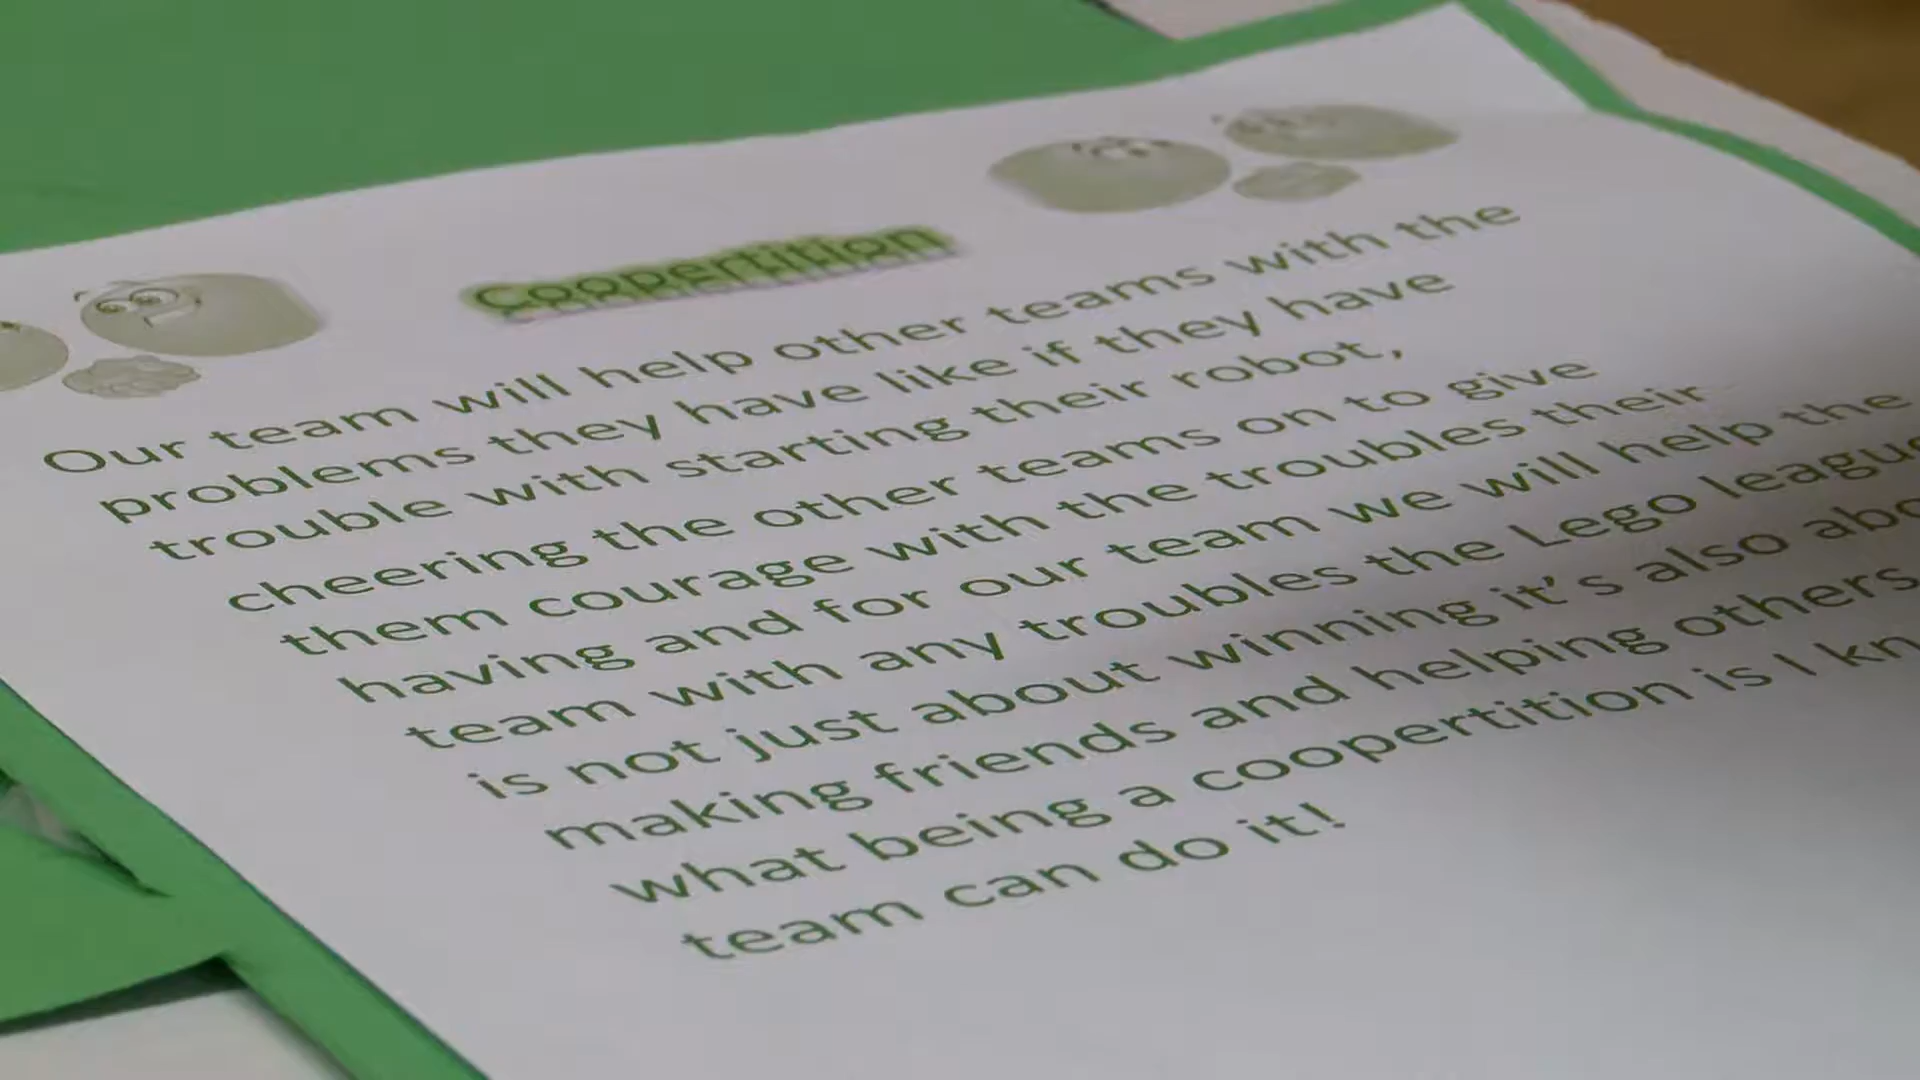 Coopertition
Our team will help other teams with the
problems they have like if they have
trouble with starting their robot,
cheering the other teams on to give
them courage with the troubles their
having and for our team we will help the
team with any troubles the Lego league
is not just about winning it's also
making friends and helping others
what being a coopertition is I
team can do it!